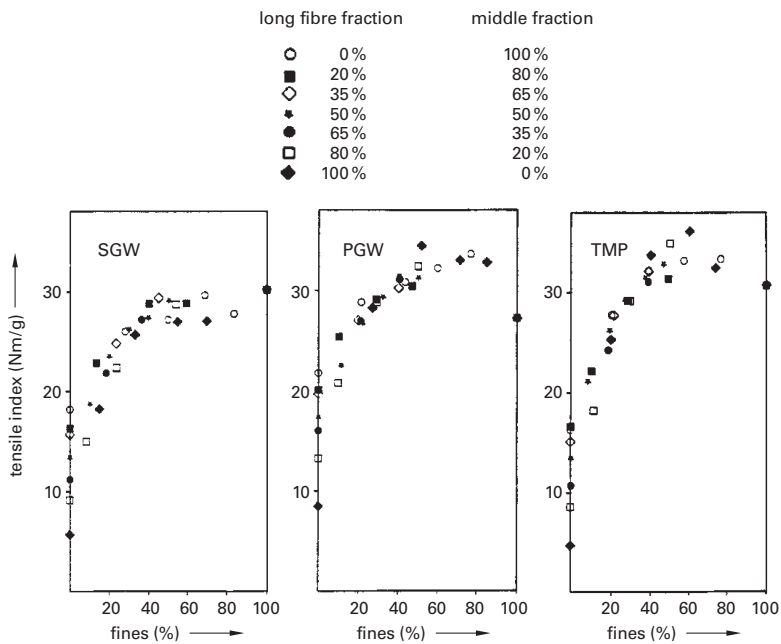 long fibre fraction middle fraction
0% 100%
20% 80%
35% 65%
50% 50%
65% 35%
80% 20%
100% 0%
SGW
PGW
TMP
tensile index (Nm/g)
30
20
10
30
20
10
30
20
10
20 40 60 80 100
20 40 60 80 100
20 40 60 80 100
fines (%)
fines (%)
fines (%)